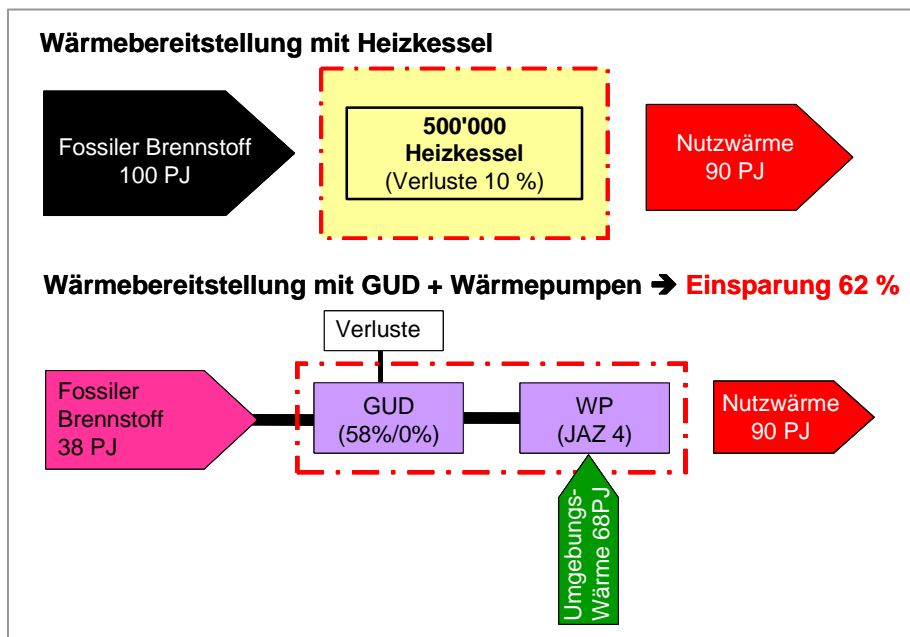 Wärmebereitstellung mit Heizkessel
Fossiler Brennstoff
100 PJ
500'000
Heizkessel
(Verluste 10 %)
Nutzwärme
90 PJ
Wärmebereitstellung mit GUD + Wärmepumpen ➔ Einsparung 62 %
Verluste
Fossiler
Brennstoff
38 PJ
GUD
(58%/0%)
WP
(JAZ 4)
Nutzwärme
90 PJ
Umgebungs-
Wärme 68PJ